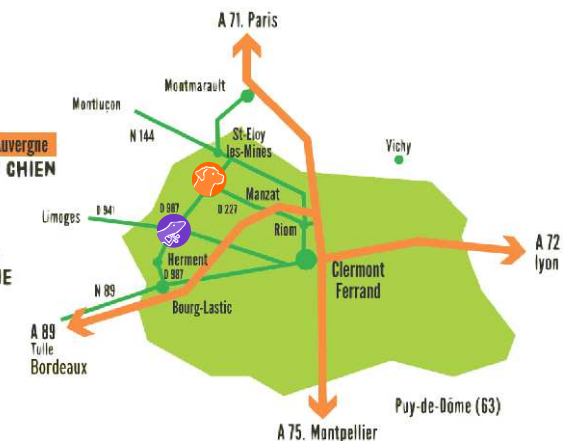 A 71. Paris
Montmarault
Montluçon
N 144
St-Eloy
les-Mines
Vichy
Auvergne
CHIEN
Manzat
D 941
D 987
D 227
Limoges
Riom
A 72
lyon
Herment
D 987
Clermont
Ferrand
N 89
Bourg-Lastic
A 89
Tulle
Bordeaux
Puy-de-Dôme (63)
A 75. Montpellier